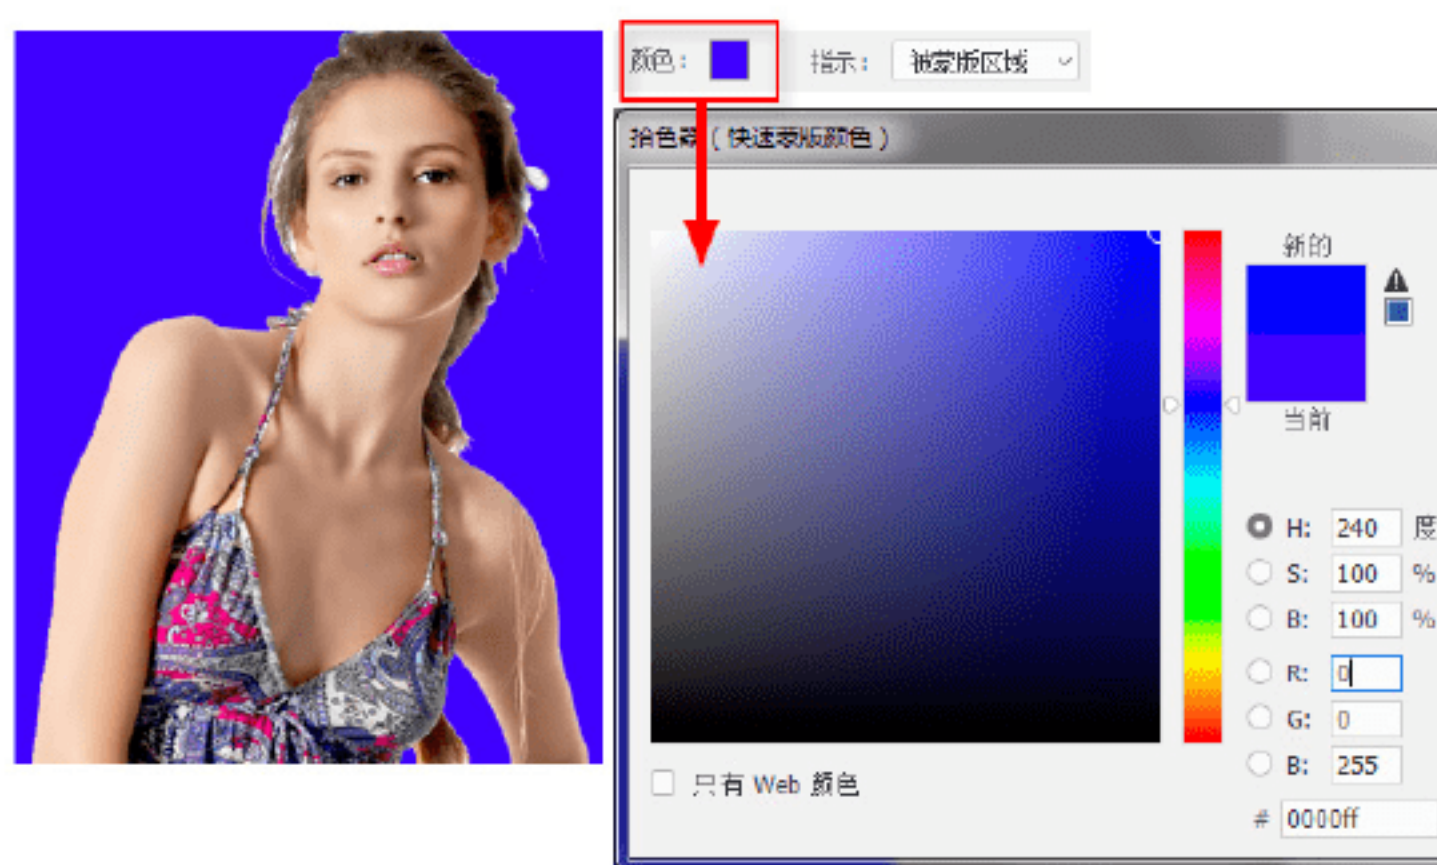 颜色： 指示： 被蒙版区域
拾色器（快速蒙版颜色）
新的
当前
H: 240 度
S: 100 %
B: 100 %
R: 0
G: 0
B: 255
只有 Web 颜色
# 0000ff